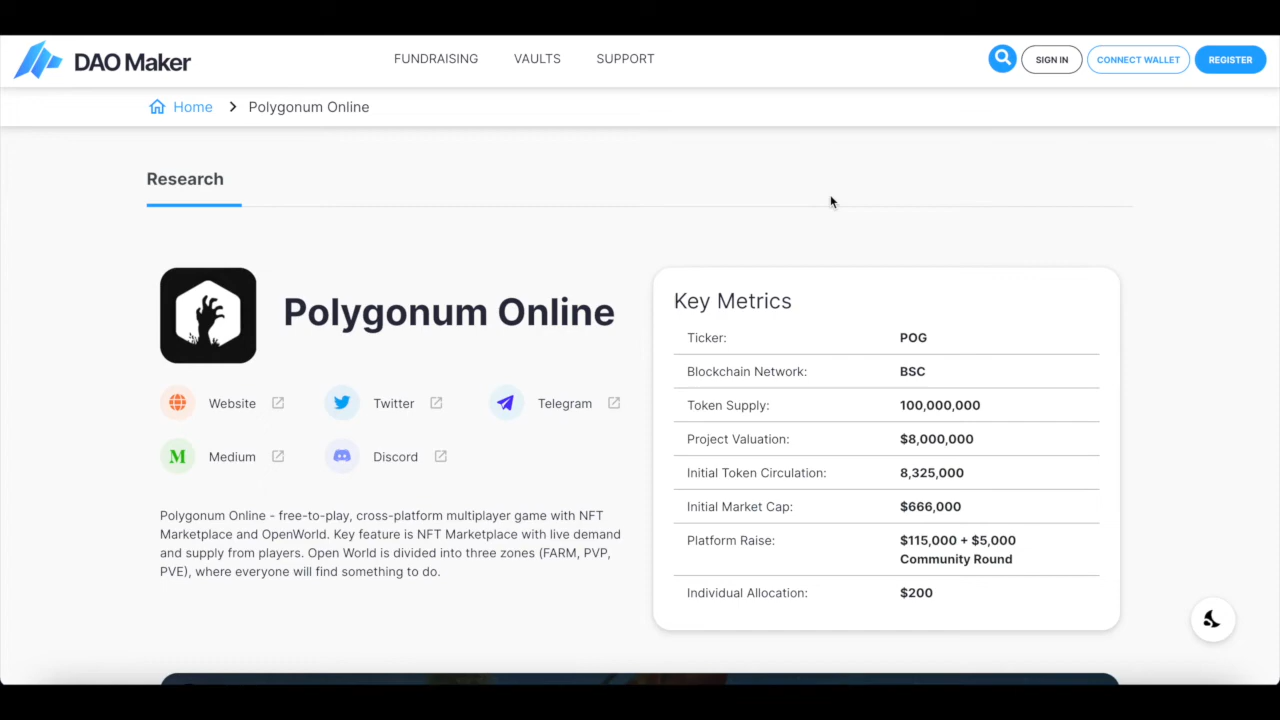 DAO Maker
FUNDRAISING VAULTS SUPPORT
SIGN IN CONNECT WALLET REGISTER
Home > Polygonum Online
Research
Polygonum Online
Website Twitter Telegram
M Medium Discord
Polygonum Online - free-to-play, cross-platform multiplayer game with NFT
Marketplace and OpenWorld. Key feature is NFT Marketplace with live demand
and supply from players. Open World is divided into three zones (FARM, PVP,
PVE), where everyone will find something to do.
Key Metrics
Ticker: POG
Blockchain Network: BSC
Token Supply: 100,000,000
Project Valuation: $8,000,000
Initial Token Circulation: 8,325,000
Initial Market Cap: $666,000
Platform Raise: $115,000 + $5,000
Community Round
Individual Allocation: $200